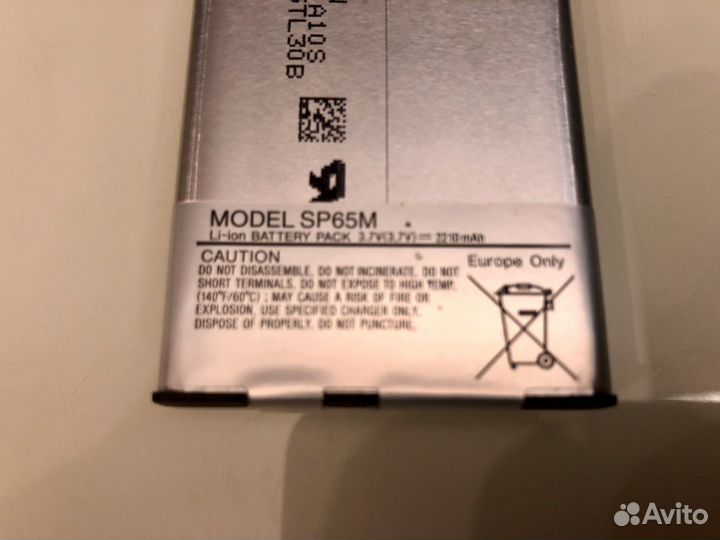 A10S
STL30B
MODEL SP65M
Li-ion BATTERY PACK 3.7V(3.7V) 2210mAh
CAUTION
DO NOT DISASSEMBLE, DO NOT INCINERATE, DO NOT
SHORT TERMINALS, DO NOT EXPOSE TO HIGH TEMP.
(140°F/60°C) ; MAY CAUSE A RISK OF FIRE OR
EXPLOSION, USE SPECIFIED CHARGER ONLY.
DISPOSE OF PROPERLY. DO NOT PUNCTURE.
Europe Only
Avito